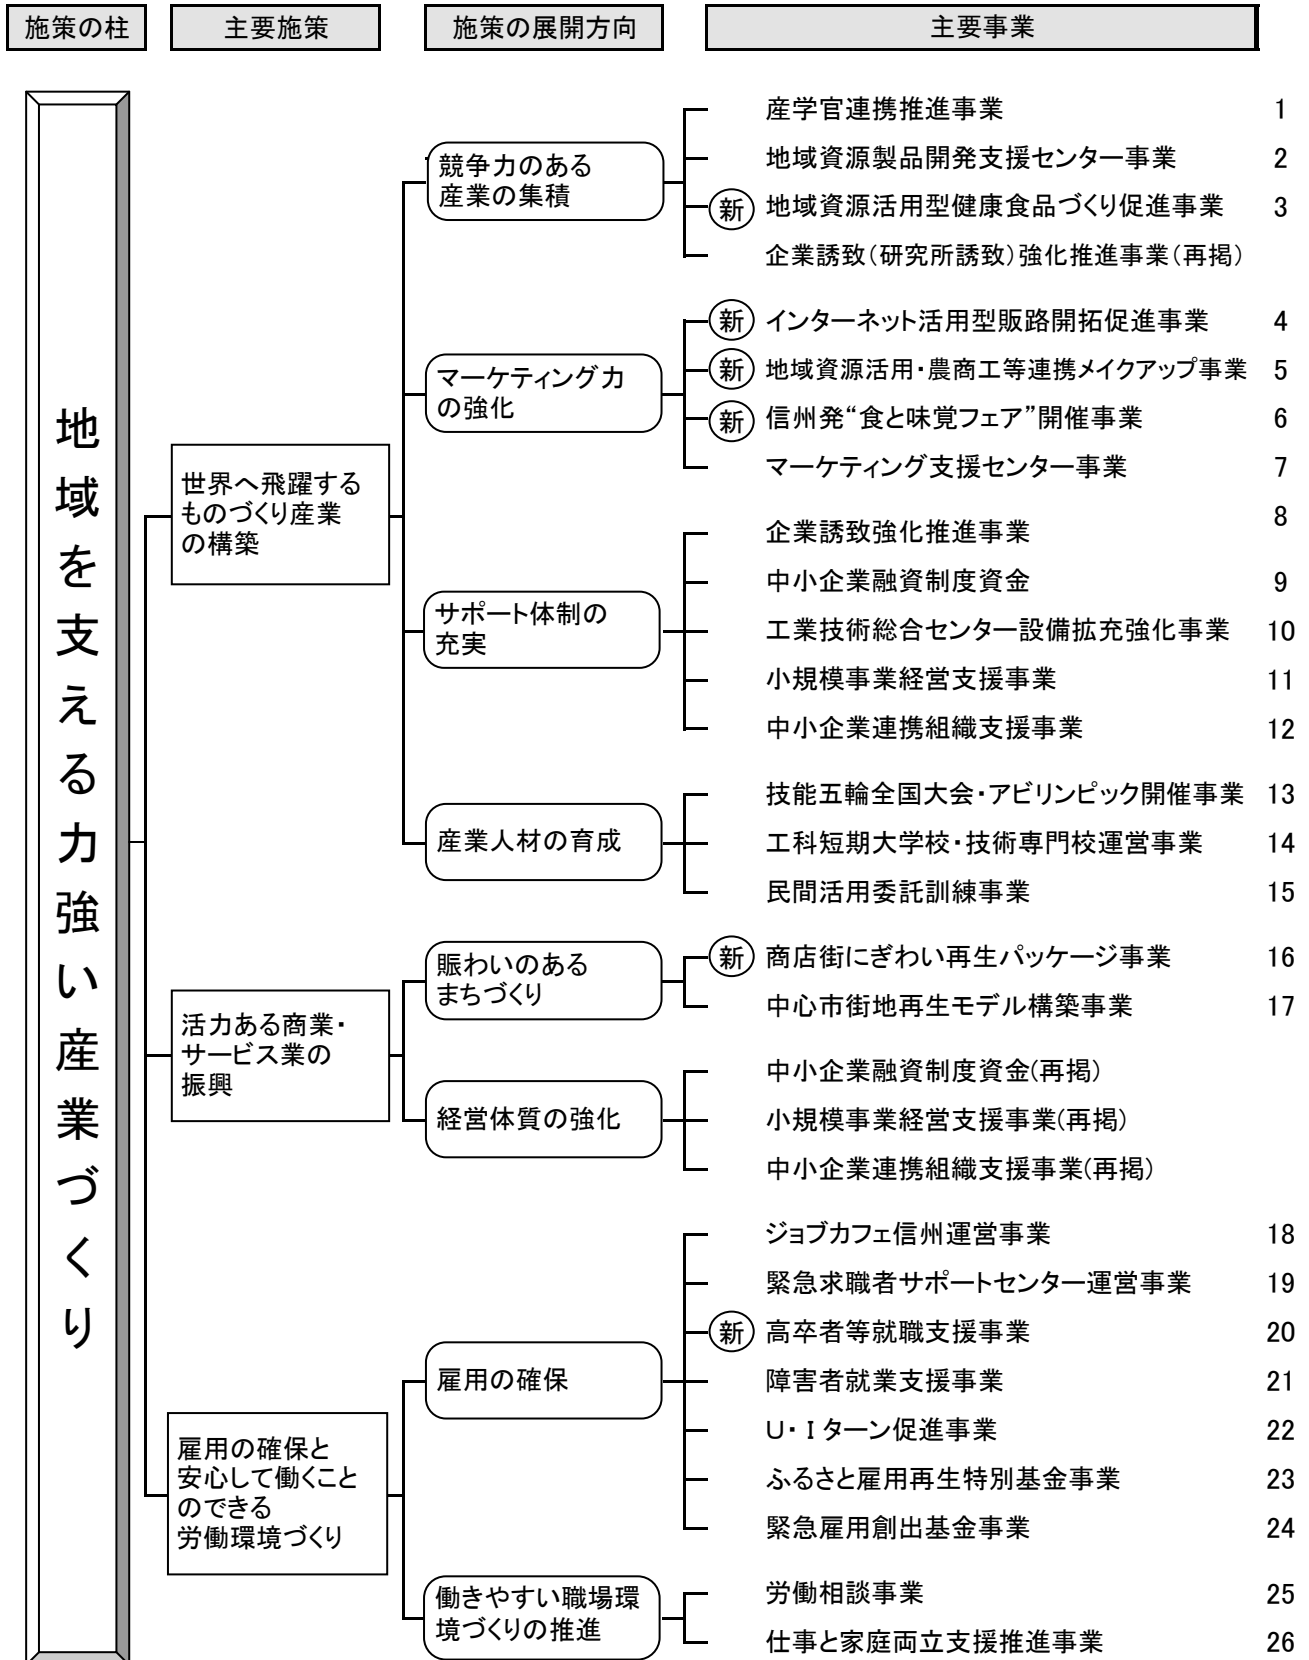 施策の柱
主要施策
施策の展開方向
主要事業
地域を支える力強い産業づくり
世界へ飛躍する
ものづくり産業
の構築
競争力のある
産業の集積
産学官連携推進事業 1
地域資源製品開発支援センター事業 2
新 地域資源活用型健康食品づくり促進事業 3
企業誘致(研究所誘致)強化推進事業(再掲)
マーケティング力
の強化
新 インターネット活用型販路開拓促進事業 4
新 地域資源活用・農商工等連携メイクアップ事業 5
新 信州発“食と味覚フェア”開催事業 6
マーケティング支援センター事業 7
サポート体制の
充実
企業誘致強化推進事業 8
中小企業融資制度資金 9
工業技術総合センター設備拡充強化事業 10
小規模事業経営支援事業 11
中小企業連携組織支援事業 12
産業人材の育成
技能五輪全国大会・アビリンピック開催事業 13
工科短期大学校・技術専門校運営事業 14
民間活用委託訓練事業 15
活力ある商業・
サービス業の
振興
賑わいのある
まちづくり
新 商店街にぎわい再生パッケージ事業 16
中心市街地再生モデル構築事業 17
経営体質の強化
中小企業融資制度資金(再掲)
小規模事業経営支援事業(再掲)
中小企業連携組織支援事業(再掲)
雇用の確保と
安心して働くこと
のできる
労働環境づくり
雇用の確保
ジョブカフェ信州運営事業 18
緊急求職者サポートセンター運営事業 19
新 高卒者等就職支援事業 20
障害者就業支援事業 21
U・Iターン促進事業 22
ふるさと雇用再生特別基金事業 23
緊急雇用創出基金事業 24
働きやすい職場環
境づくりの推進
労働相談事業 25
仕事と家庭両立支援推進事業 26